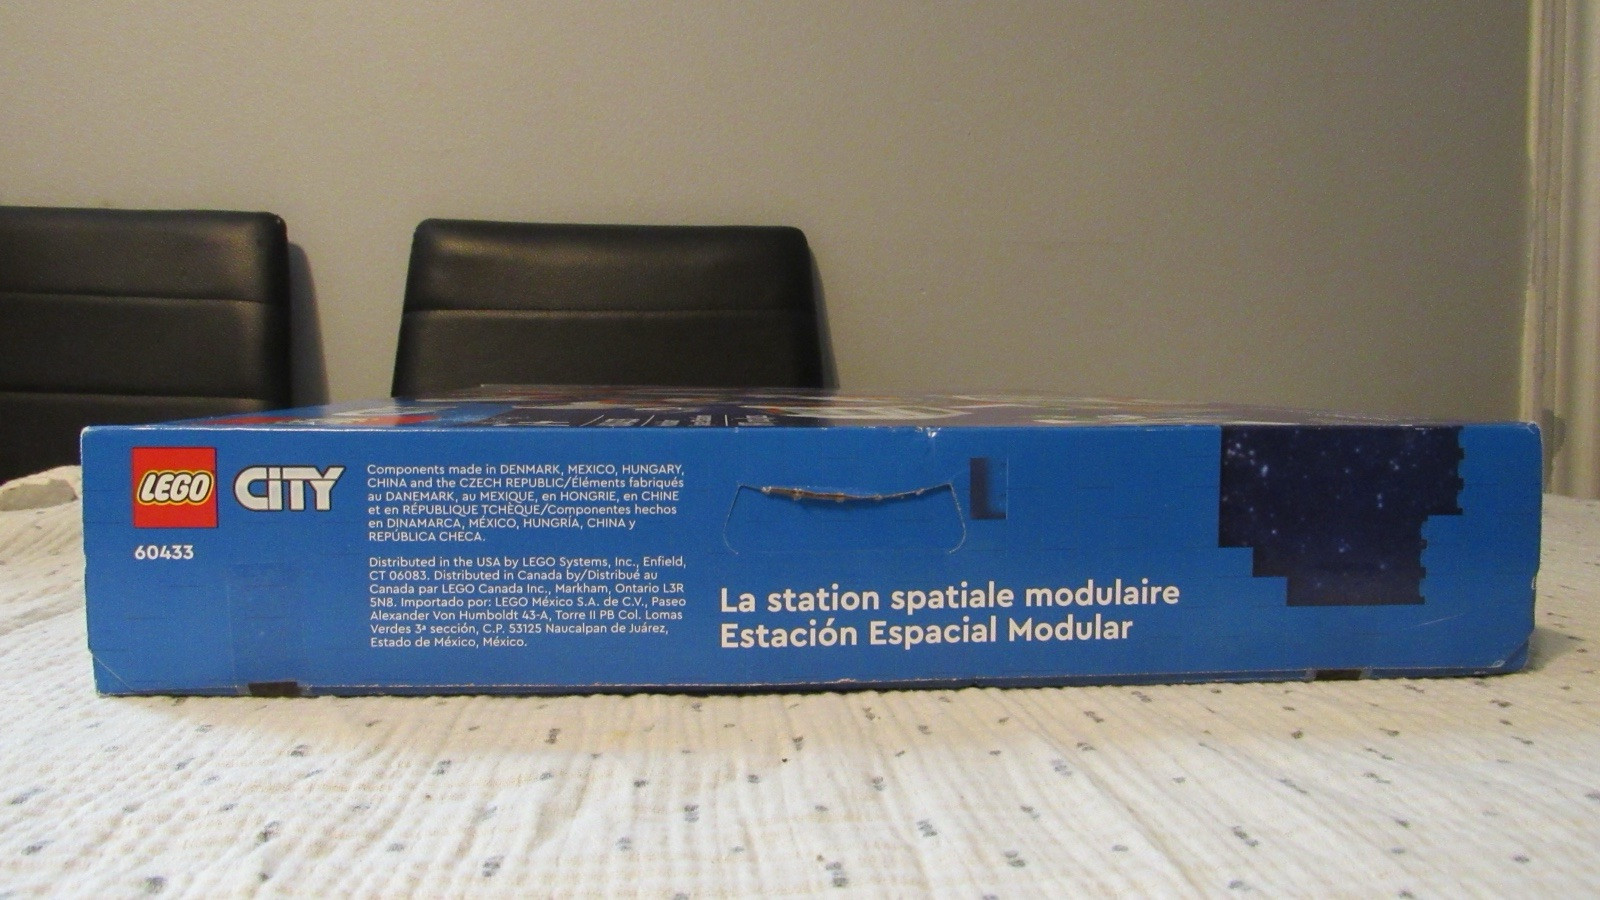 LEGO
CITY
60433
Components made in DENMARK, MEXICO, HUNGARY,
CHINA and the CZECH REPUBLIC/Éléments fabriqués
au DANEMARK, au MEXIQUE, en HONGRIE, en CHINE
et en RÉPUBLIQUE TCHÈQUE/Componentes hechos
en DINAMARCA, MÉXICO, HUNGRÍA, CHINA y
REPÚBLICA CHECA.
Distributed in the USA by LEGO Systems, Inc., Enfield,
CT 06083. Distributed in Canada by/Distribué au
Canada par LEGO Canada Inc., Markham, Ontario L3R
5N8. Importado por: LEGO México S.A. de C.V., Paseo
Alexander Von Humboldt 43-A, Torre II PB Col. Lomas
Verdes 3ª sección, C.P. 53125 Naucalpan de Juárez,
Estado de México, México.
La station spatiale modulaire
Estación Espacial Modular